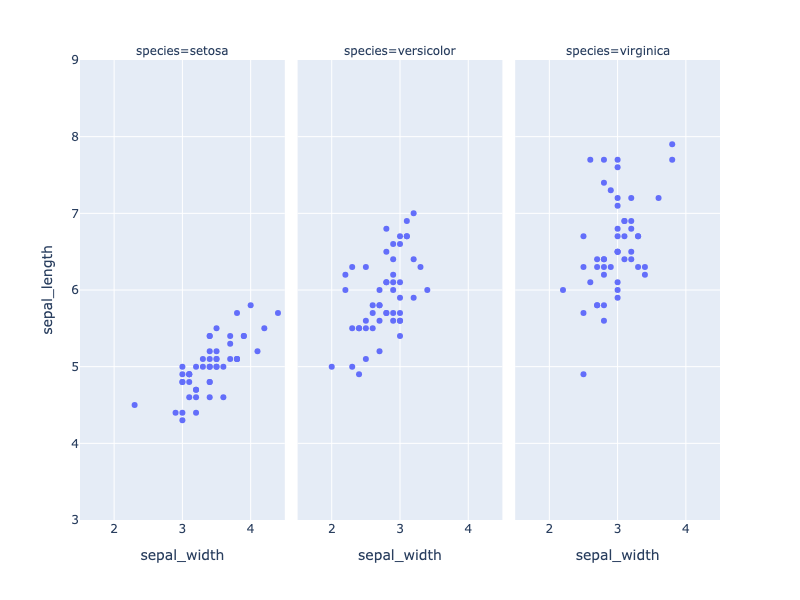 species=setosa
species=versicolor
species=virginica
9
8
7
6
5
4
3
sepal_length
2 3 4
2 3 4
2 3 4
sepal_width
sepal_width
sepal_width